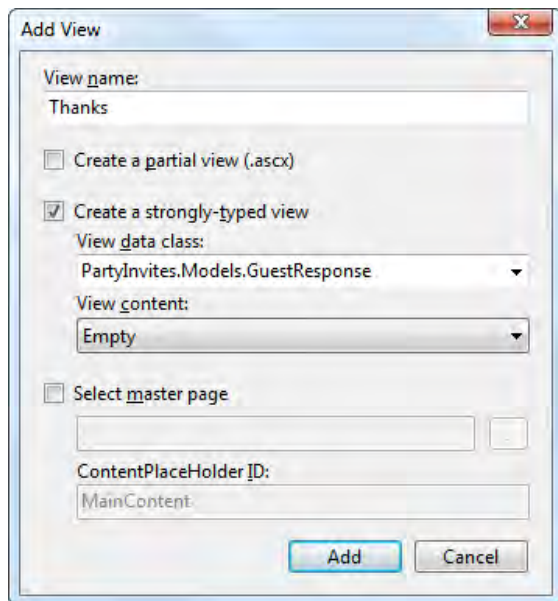 Add View
View name:
Thanks
Create a partial view (.ascx)
Create a strongly-typed view
View data class:
PartyInvites.Models.GuestResponse
View content:
Empty
Select master page
...
ContentPlaceHolder ID:
MainContent
Add Cancel